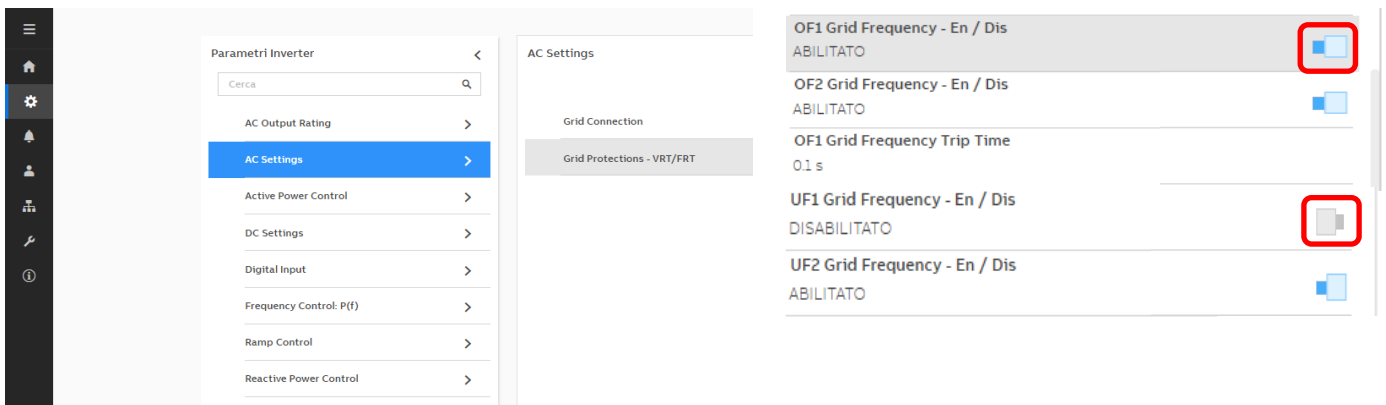 Parametri Inverter
Cerca
AC Output Rating
AC Settings
Active Power Control
DC Settings
Digital Input
Frequency Control: P(f)
Ramp Control
Reactive Power Control
AC Settings
Grid Connection
Grid Protections - VRT/FRT
OF1 Grid Frequency - En / Dis
ABILITATO
OF2 Grid Frequency - En / Dis
ABILITATO
OF1 Grid Frequency Trip Time
0.1 s
UF1 Grid Frequency - En / Dis
DISABILITATO
UF2 Grid Frequency - En / Dis
ABILITATO